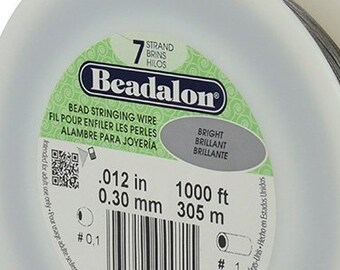 7 STRAND
BRINS
HILOS
Beadalon®
BEAD STRINGING WIRE
FIL POUR ENFILER LES PERLES
ALAMBRE PARA JOYERÍA
BRIGHT
BRILLANT
BRILLANTE
.012 in 1000 ft
0.30 mm 305 m
# 0.1
# 1